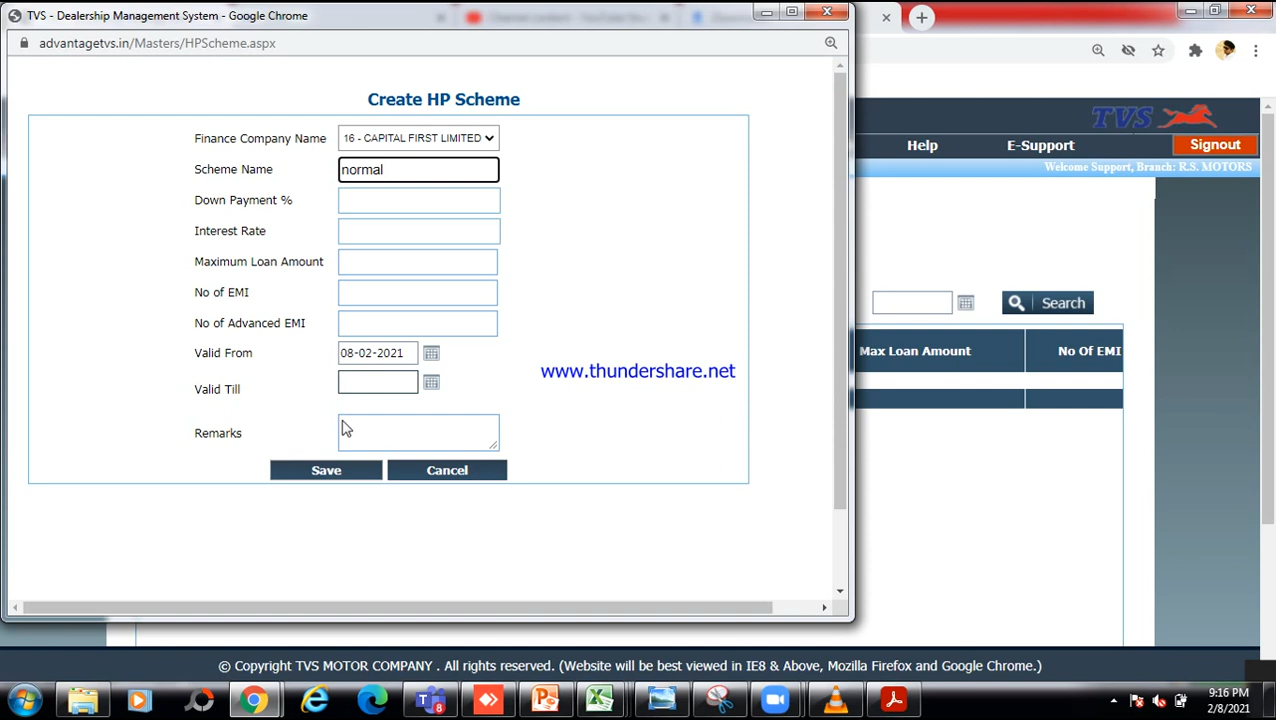 TVS - Dealership Management System - Google Chrome
advantagetvs.in/Masters/HPScheme.aspx
TVS
Help
E-Support
Signout
Welcome Support, Branch: R.S. MOTORS
Create HP Scheme
Finance Company Name
16 - CAPITAL FIRST LIMITED
Scheme Name
normal
Down Payment %
Interest Rate
Maximum Loan Amount
No of EMI
No of Advanced EMI
Valid From
08-02-2021
Valid Till
Remarks
Save
Cancel
Search
Max Loan Amount
No Of EMI
www.thundershare.net
© Copyright TVS MOTOR COMPANY . All rights reserved. (Website will be best viewed in IE8 & Above, Mozilla Firefox and Google Chrome.)
8
9:16 PM
2/8/2021